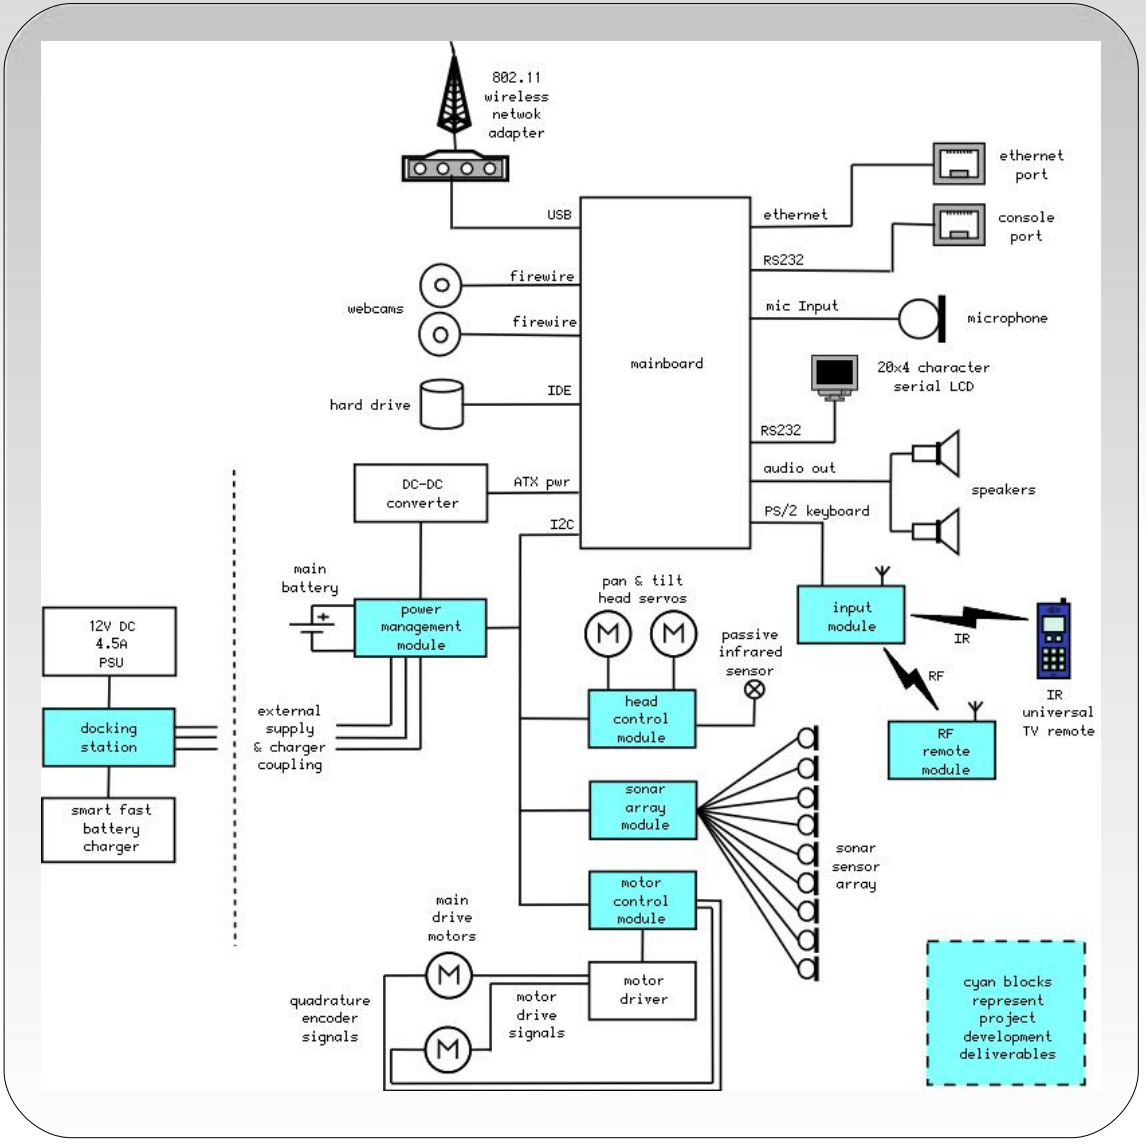 802.11
wireless
netwok
adapter
ethernet
port
USB
ethernet
console
port
RS232
firewire
mic Input
webcams
microphone
firewire
mainboard
20x4 character
serial LCD
IDE
hard drive
RS232
audio out
DC-DC
converter
ATX pwr
speakers
PS/2 keyboard
I2C
main
battery
+
pan & tilt
head servos
power
management
module
input
module
12V DC
4.5A
PSU
M
M
passive
infrared
sensor
IR
RF
IR
universal
TV remote
docking
station
external
supply
& charger
coupling
head
control
module
RF
remote
module
smart fast
battery
charger
sonar
array
module
sonar
sensor
array
main
drive
motors
motor
control
module
M
quadrature
encoder
signals
motor
drive
signals
motor
driver
M
cyan blocks
represent
project
development
deliverables